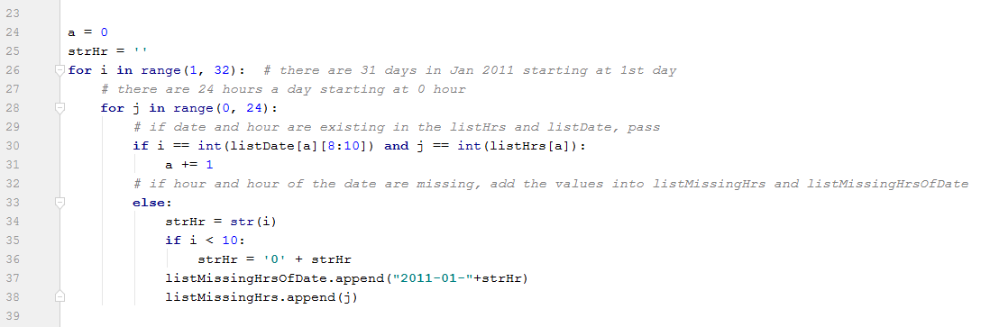 23
24 a = 0
25 strHr = ''
26 for i in range(1, 32):  # there are 31 days in Jan 2011 starting at 1st day
27     # there are 24 hours a day starting at 0 hour
28     for j in range(0, 24):
29         # if date and hour are existing in the listHrs and listDate, pass
30         if i == int(listDate[a][8:10]) and j == int(listHrs[a]):
31             a += 1
32         # if hour and hour of the date are missing, add the values into listMissingHrs and listMissingHrsOfDate
33         else:
34             strHr = str(i)
35             if i < 10:
36                 strHr = '0' + strHr
37             listMissingHrsOfDate.append("2011-01-"+strHr)
38             listMissingHrs.append(j)
39